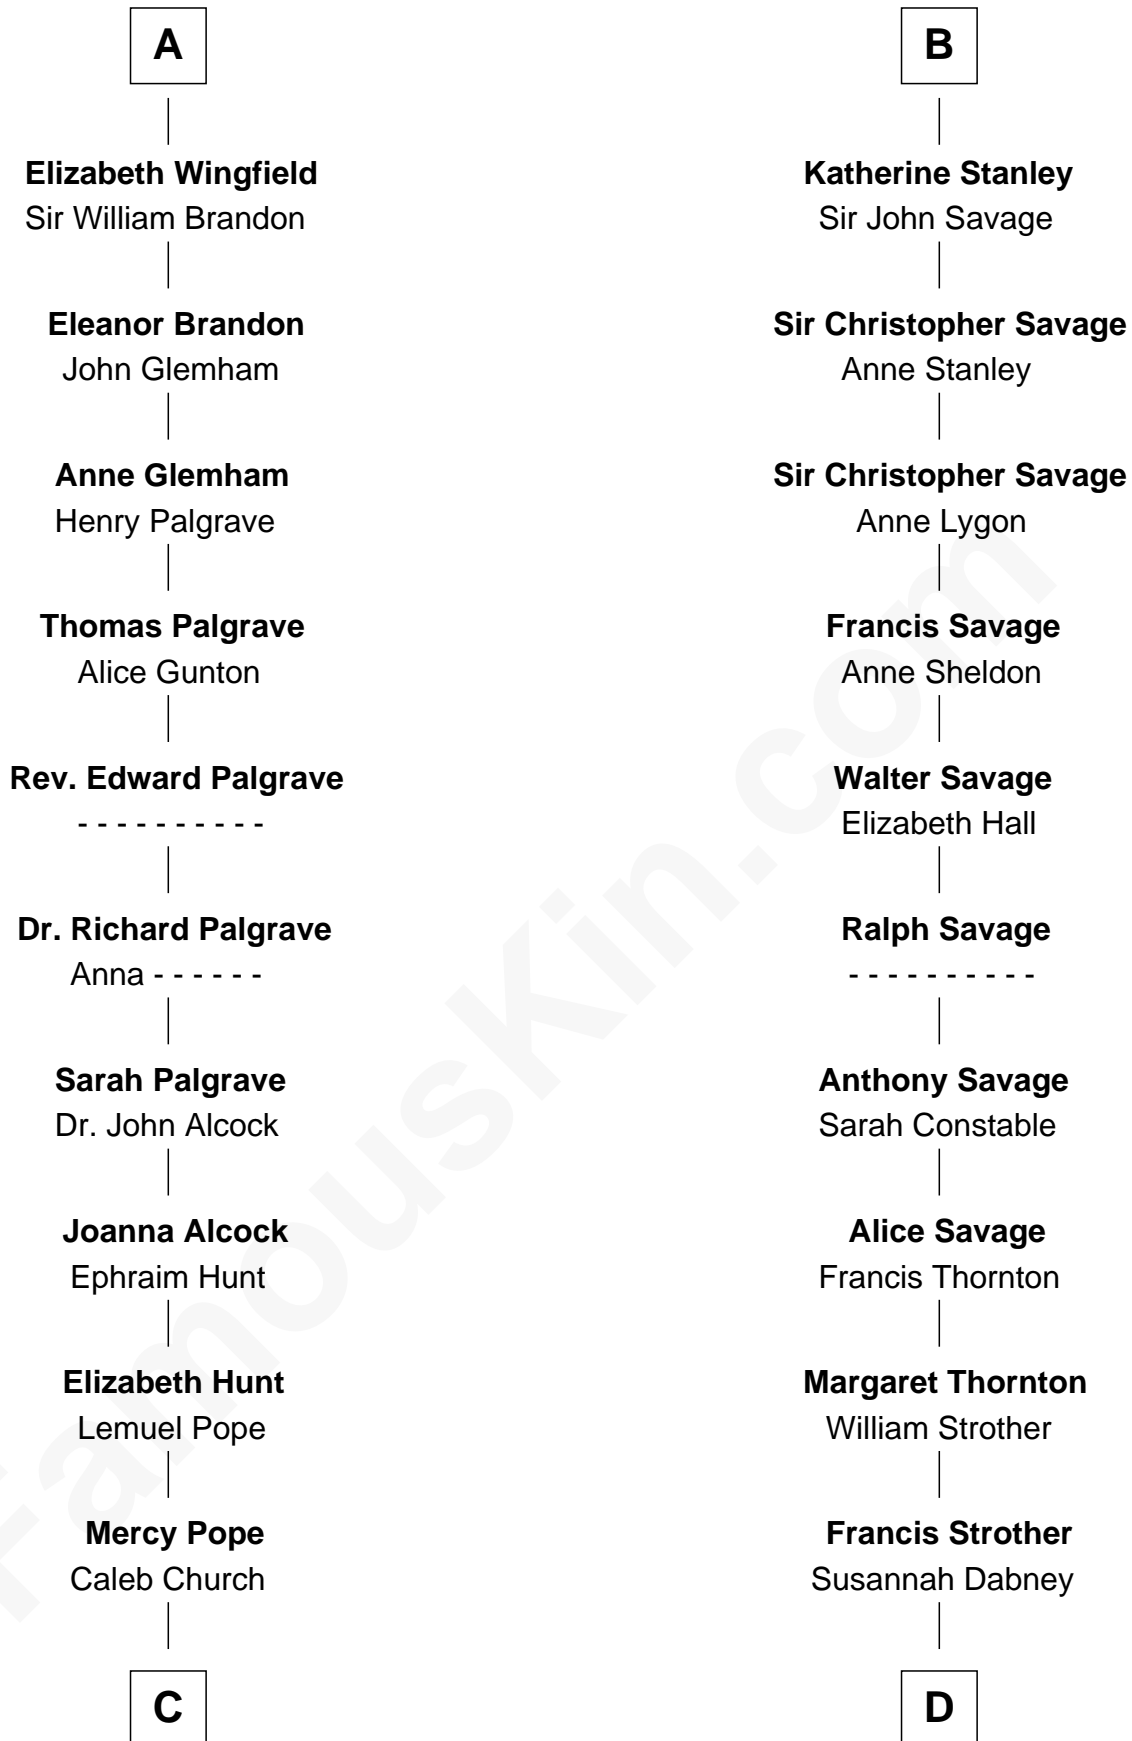 A
Elizabeth Wingfield
Sir William Brandon
Eleanor Brandon
John Glemham
Anne Glemham
Henry Palgrave
Thomas Palgrave
Alice Gunton
Rev. Edward Palgrave
- - - - - - - - - -
Dr. Richard Palgrave
Anna - - - - - -
Sarah Palgrave
Dr. John Alcock
Joanna Alcock
Ephraim Hunt
Elizabeth Hunt
Lemuel Pope
Mercy Pope
Caleb Church
C
B
Katherine Stanley
Sir John Savage
Sir Christopher Savage
Anne Stanley
Sir Christopher Savage
Anne Lygon
Francis Savage
Anne Sheldon
Walter Savage
Elizabeth Hall
Ralph Savage
- - - - - - - - - -
Anthony Savage
Sarah Constable
Alice Savage
Francis Thornton
Margaret Thornton
William Strother
Francis Strother
Susannah Dabney
D
FamousKin.com